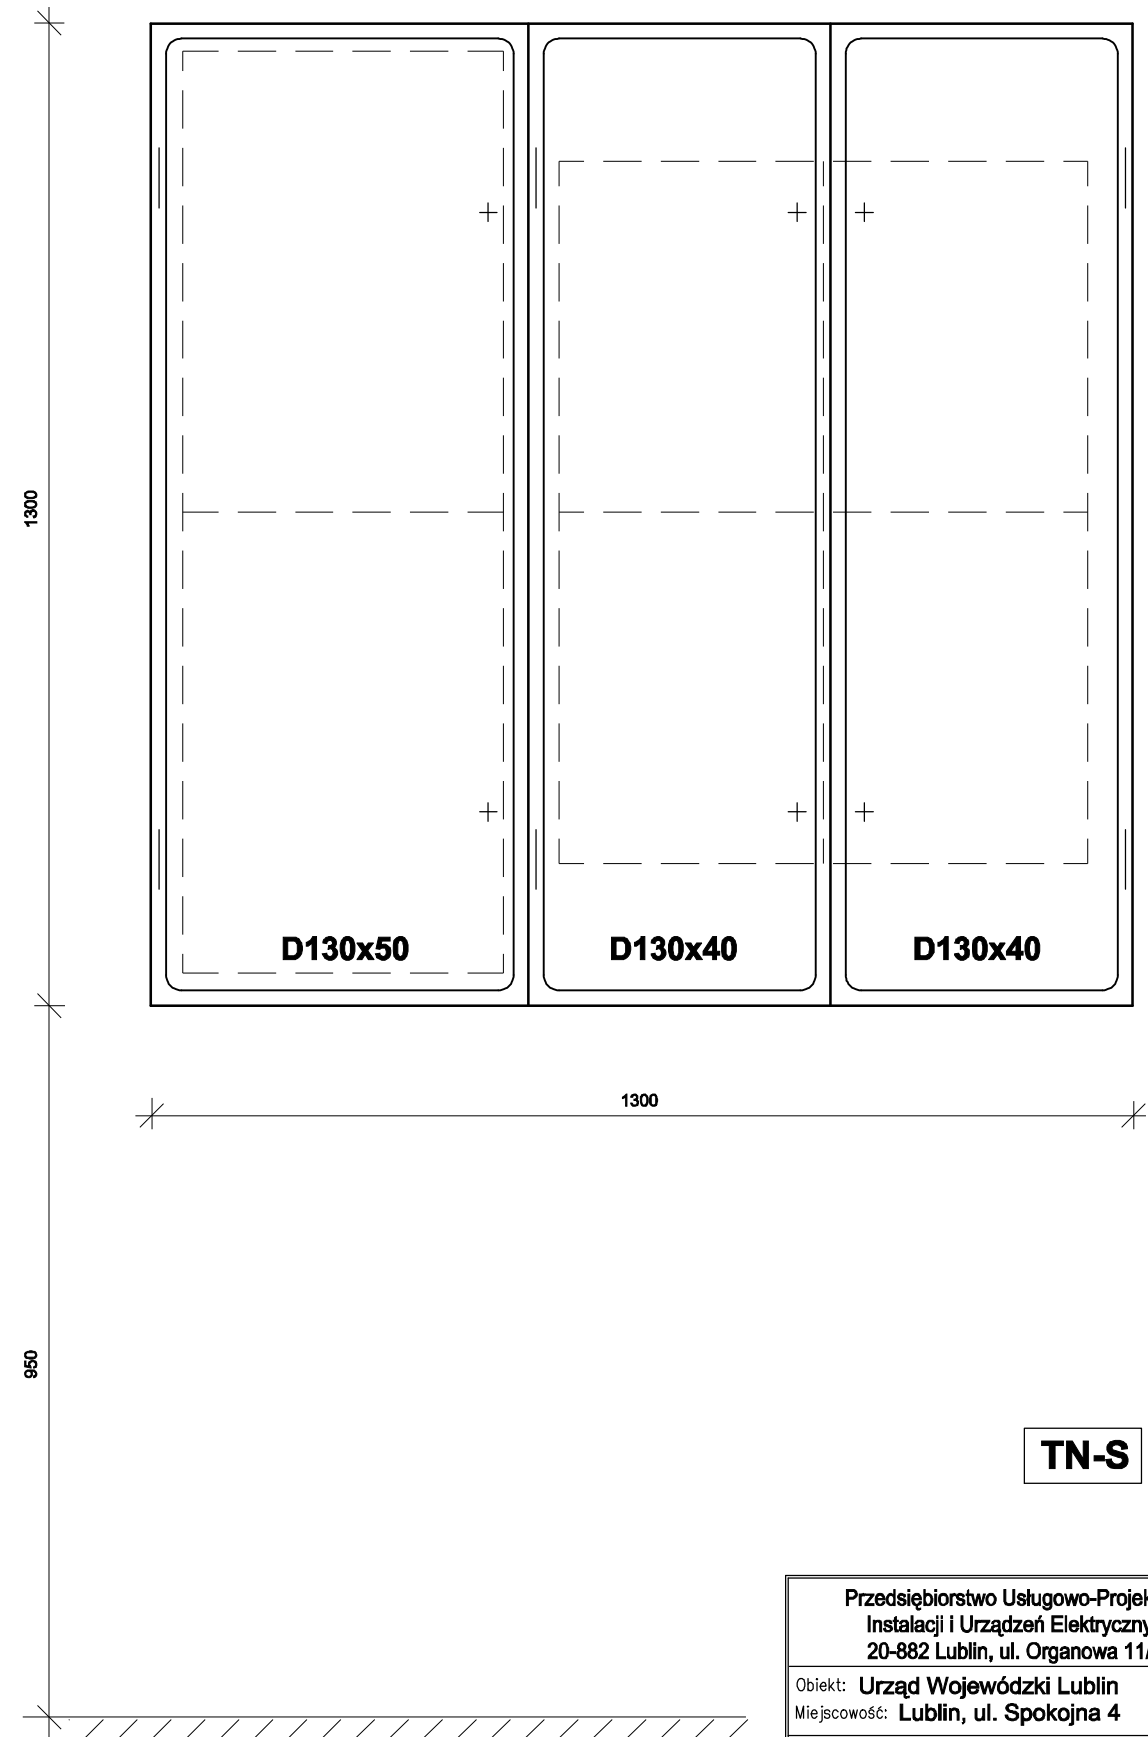 1300
D130x50
D130x40
D130x40
1300
950
TN-S
Przedsiębiorstwo Usługowo-Projek
Instalacji i Urządzeń Elektryczny
20-882 Lublin, ul. Organowa 11/
Obiekt: Urząd Wojewódzki Lublin
Miejscowość: Lublin, ul. Spokojna 4